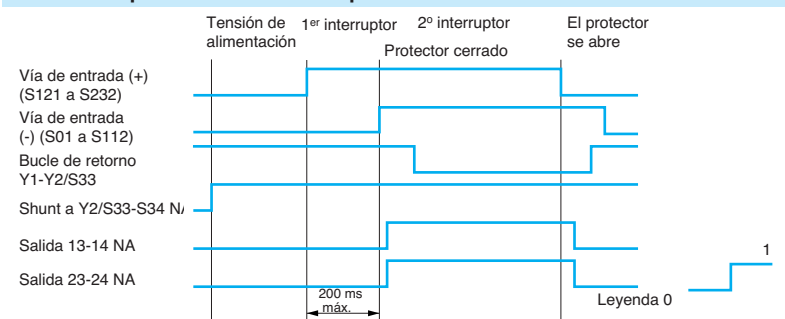 Tensión de
alimentación
1er interruptor
2º interruptor
El protector
se abre
Protector cerrado
Vía de entrada (+)
(S121 a S232)
Vía de entrada
(-) (S01 a S112)
Bucle de retorno
Y1-Y2/S33
Shunt a Y2/S33-S34
Salida 13-14 NA
Salida 23-24 NA
200 ms
máx.
Leyenda 0
1